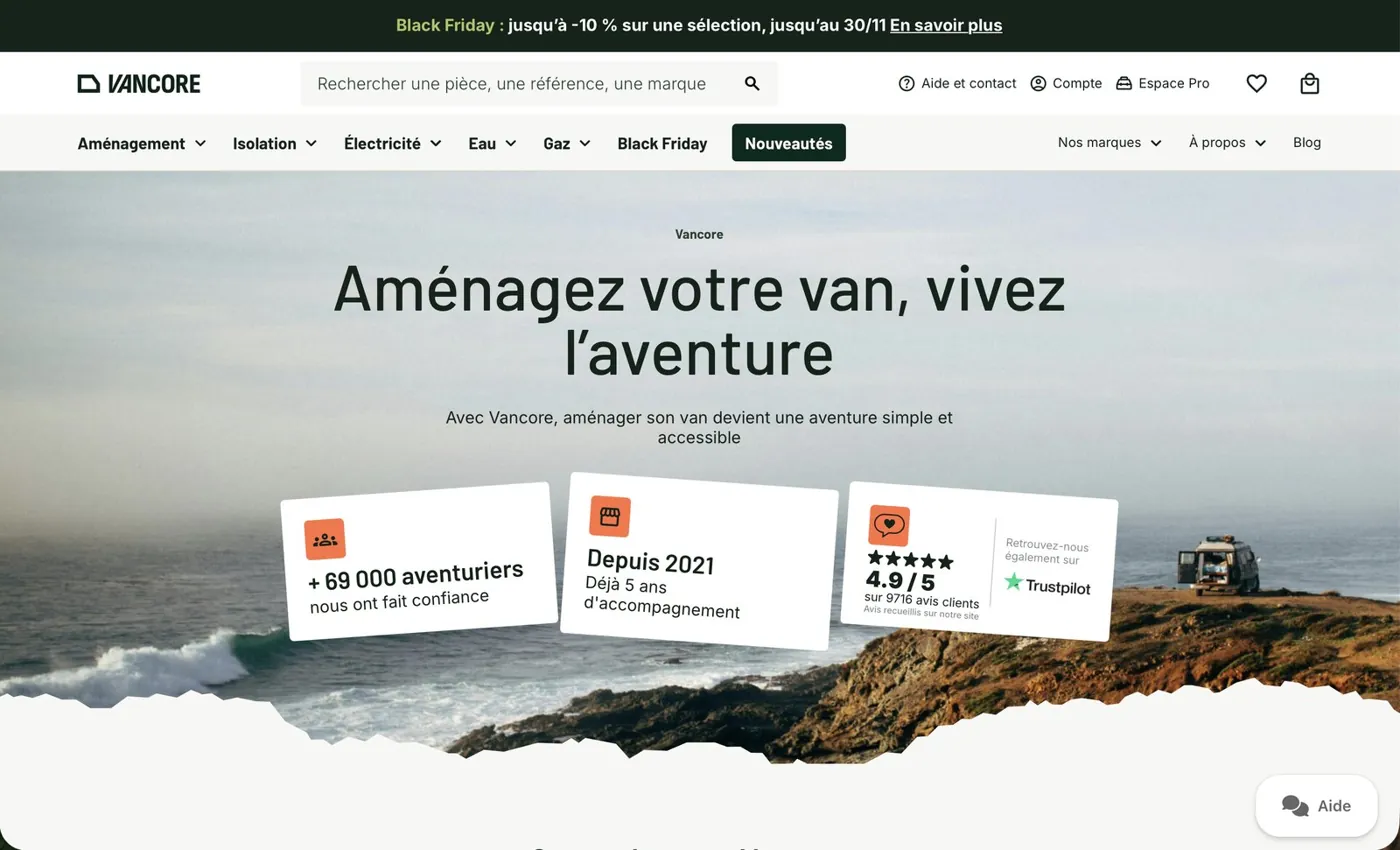 Black Friday : jusqu’à -10 % sur une sélection, jusqu’au 30/11 En savoir plus
VANCORE
Rechercher une pièce, une référence, une marque
Aide et contact
Compte
Espace Pro
Aménagement
Isolation
Électricité
Eau
Gaz
Black Friday
Nouveautés
Nos marques
À propos
Blog
Vancore
Aménagez votre van, vivez
l’aventure
Avec Vancore, aménager son van devient une aventure simple et
accessible
+ 69 000 aventuriers
nous ont fait confiance
Depuis 2021
Déjà 5 ans
d'accompagnement
4.9 / 5
sur 9716 avis clients
Avis recueillis sur notre site
Retrouvez-nous
également sur
Trustpilot
Aide